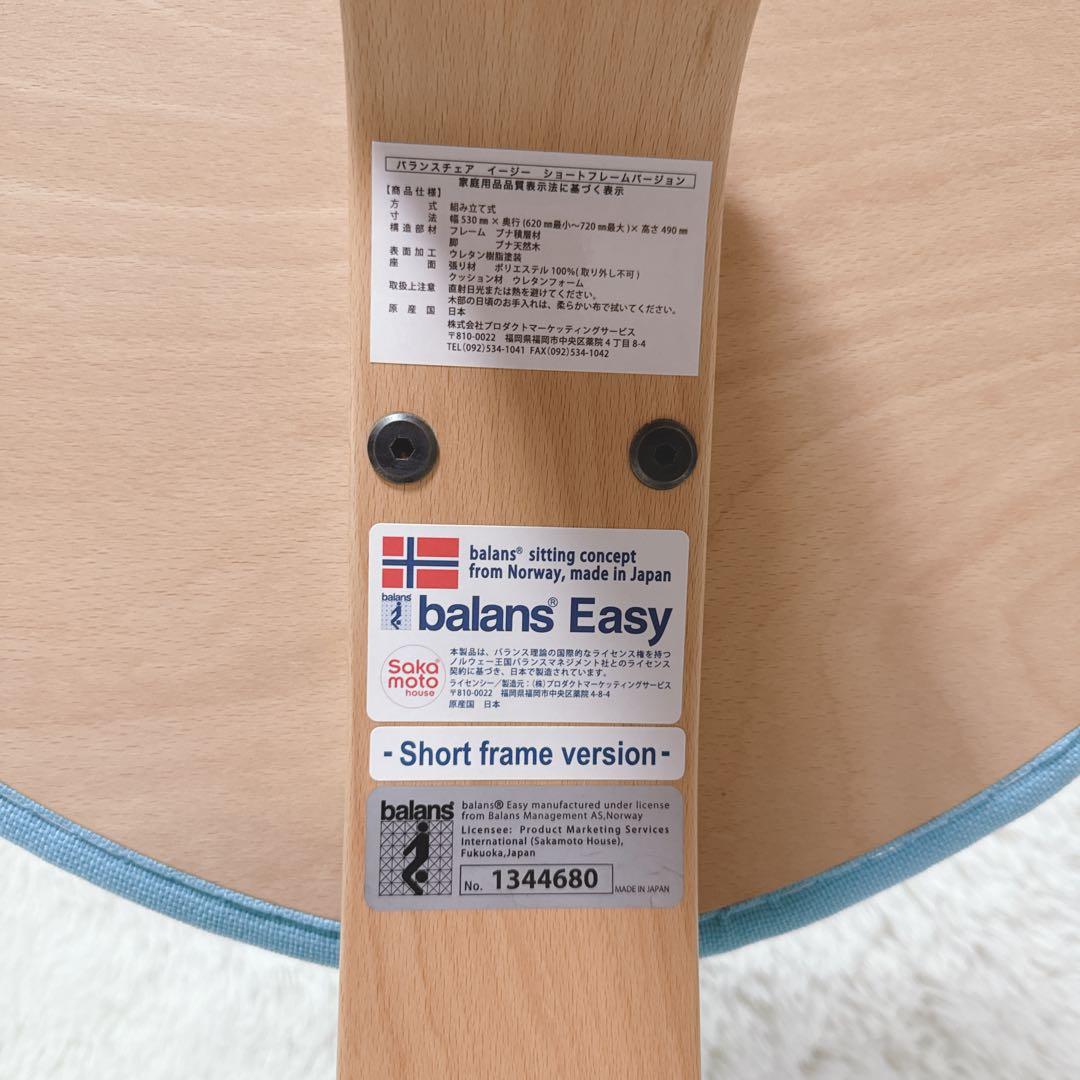 バランスチェア　イージー　ショートフレームバージョン
家庭用品品質表示法に基づく表示
【商品仕様】
方　式　組み立て式
寸　法　幅 530 ㎜ × 奥行 (620 ㎜最小～720 ㎜最大 )× 高さ 490 ㎜
構造部材　フレーム　ブナ積層材
脚　ブナ天然木
表面加工　ウレタン樹脂塗装
座　面　張り材　ポリエステル 100%( 取り外し不可 )
クッション材　ウレタンフォーム
取扱上注意　直射日光または熱を避けてください。
木部の日頃のお手入れは、柔らかい布で拭いてください。
原産国　日本
株式会社プロダクトマーケッティングサービス
〒810-0022　福岡県福岡市中央区薬院 4 丁目 8-4
TEL(092)534-1041 FAX(092)534-1042
balans® sitting concept
from Norway, made in Japan
balans
balans® Easy
Saka
moto
house
本製品は、バランス理論の国際的なライセンス権を持つ
ノルウェー王国バランスマネジメント社とのライセンス
契約に基づき、日本で製造されています。
ライセンシー／製造元：（株）プロダクトマーケッティングサービス
〒810-0022　福岡県福岡市中央区薬院 4-8-4
原産国　日本
- Short frame version -
balans
balans® Easy manufactured under license
from Balans Management AS,Norway
Licensee: Product Marketing Services
International (Sakamoto House),
Fukuoka,Japan
No. 1344680
MADE IN JAPAN